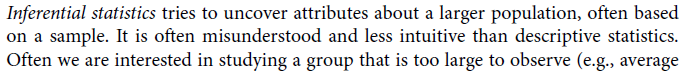 Inferential statistics tries to uncover attributes about a larger population, often based
on a sample. It is often misunderstood and less intuitive than descriptive statistics.
Often we are interested in studying a group that is too large to observe (e.g., average